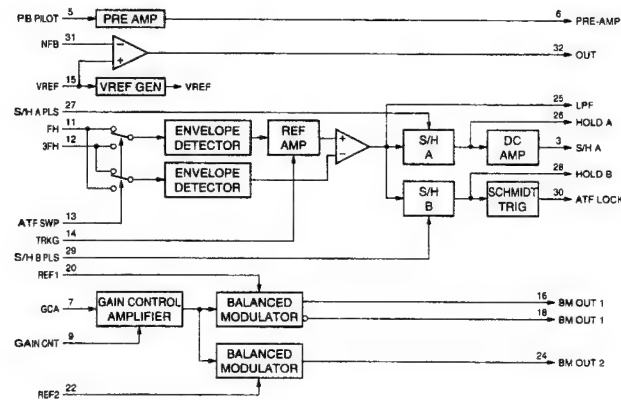 PB PILOT 5 PRE AMP 6 PRE-AMP
NFB 31 − 32 OUT
+
VREF 15 VREF GEN VREF
S/H A PLS 27 25 LPF
26 HOLD A
FH 11 ENVELOPE DETECTOR REF AMP − + S/H A DC AMP 3 S/H A
3FH 12
28 HOLD B
ENVELOPE DETECTOR S/H B SCHMIDT TRIG 30 ATF LOCK
ATF SWP 13
TRKG 14
S/H B PLS 29
REF1 20
GCA 7 GAIN CONTROL AMPLIFIER BALANCED MODULATOR 16 BM OUT 1
18 BM OUT 1
GAIN CNT 9
BALANCED MODULATOR 24 BM OUT 2
REF2 22